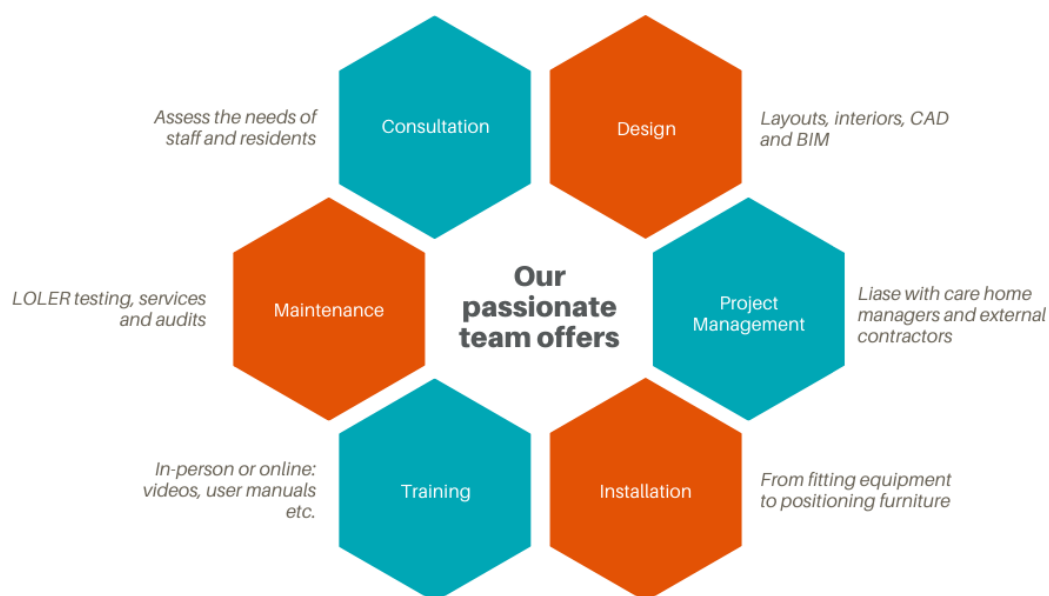 Consultation
Assess the needs of
staff and residents
Design
Layouts, interiors, CAD
and BIM
Our
passionate
team offers
Maintenance
LOLER testing, services
and audits
Project
Management
Liase with care home
managers and external
contractors
Training
In-person or online:
videos, user manuals
etc.
Installation
From fitting equipment
to positioning furniture